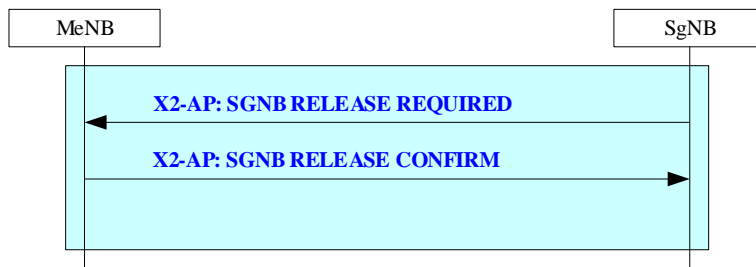 MeNB
SgNB
X2-AP: SGNB RELEASE REQUIRED
X2-AP: SGNB RELEASE CONFIRM